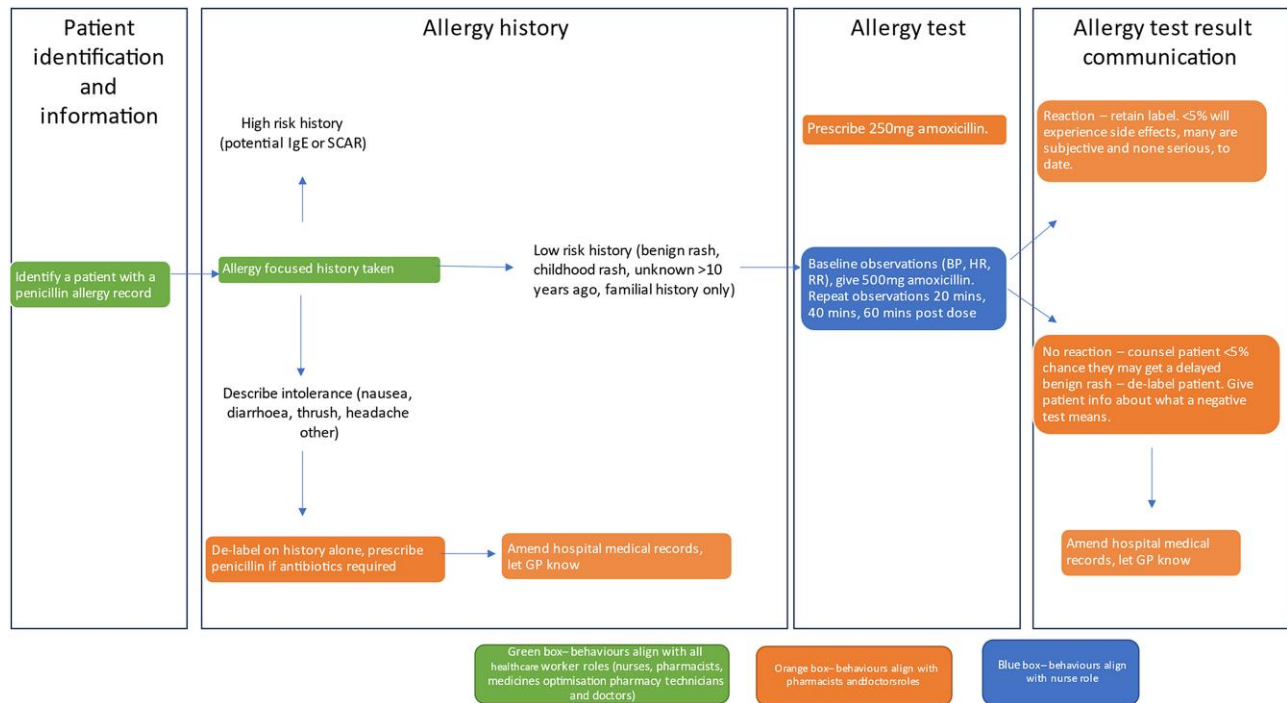 Patient
identification
and
information
Allergy history
Allergy test
Allergy test result
communication
High risk history
(potential IgE or SCAR)
Prescribe 250mg amoxicillin.
Reaction – retain label. <5% will
experience side effects, many are
subjective and none serious, to
date.
Identify a patient with a
penicillin allergy record
Allergy focused history taken
Low risk history (benign rash,
childhood rash, unknown >10
years ago, familial history only)
Baseline observations (BP, HR,
RR), give 500mg amoxicillin.
Repeat observations 20 mins,
40 mins, 60 mins post dose
No reaction – counsel patient <5%
chance they may get a delayed
benign rash – de-label patient. Give
patient info about what a negative
test means.
Describe intolerance (nausea,
diarrhoea, thrush, headache
other)
De-label on history alone, prescribe
penicillin if antibiotics required
Amend hospital medical records,
let GP know
Amend hospital medical
records, let GP know
Green box– behaviours align with all
healthcare worker roles (nurses, pharmacists,
medicines optimisation pharmacy technicians
and doctors)
Orange box– behaviours align with
pharmacists anddoctorsroles
Blue box– behaviours align
with nurse role